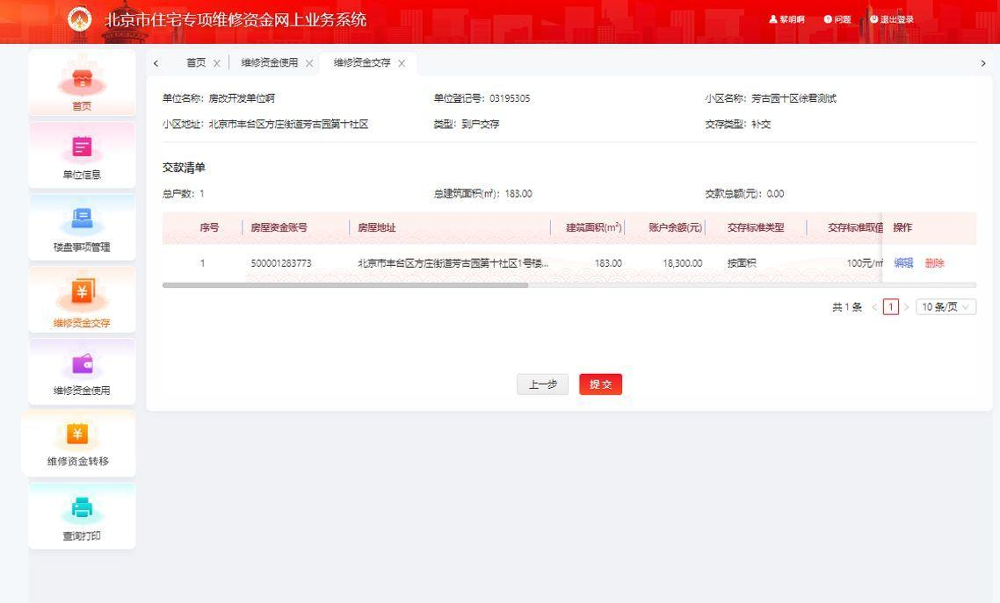 北京市住宅专项维修资金网上业务系统
黎明啊 问题 退出登录
首页 维修资金使用 维修资金交存
首页
单位信息
楼盘事项管理
维修资金交存
维修资金使用
维修资金转移
查询打印
单位名称：房改开发单位啊 单位登记号：03195305 小区名称：芳古园十区徐君测试
小区地址：北京市丰台区方庄街道芳古园第十社区 类型：到户交存 交存类型：补交
交款清单
总户数：1 总建筑面积(㎡)：183.00 交款总额(元)：0.00
序号 房屋资金账号 房屋地址 建筑面积(m²) 账户余额(元) 交存标准类型 交存标准取值 操作
1 500001283773 北京市丰台区方庄街道芳古园第十社区1号楼... 183.00 18,300.00 按面积 100元/㎡ 编辑 删除
共 1 条 < 1 > 10 条/页
上一步 提 交